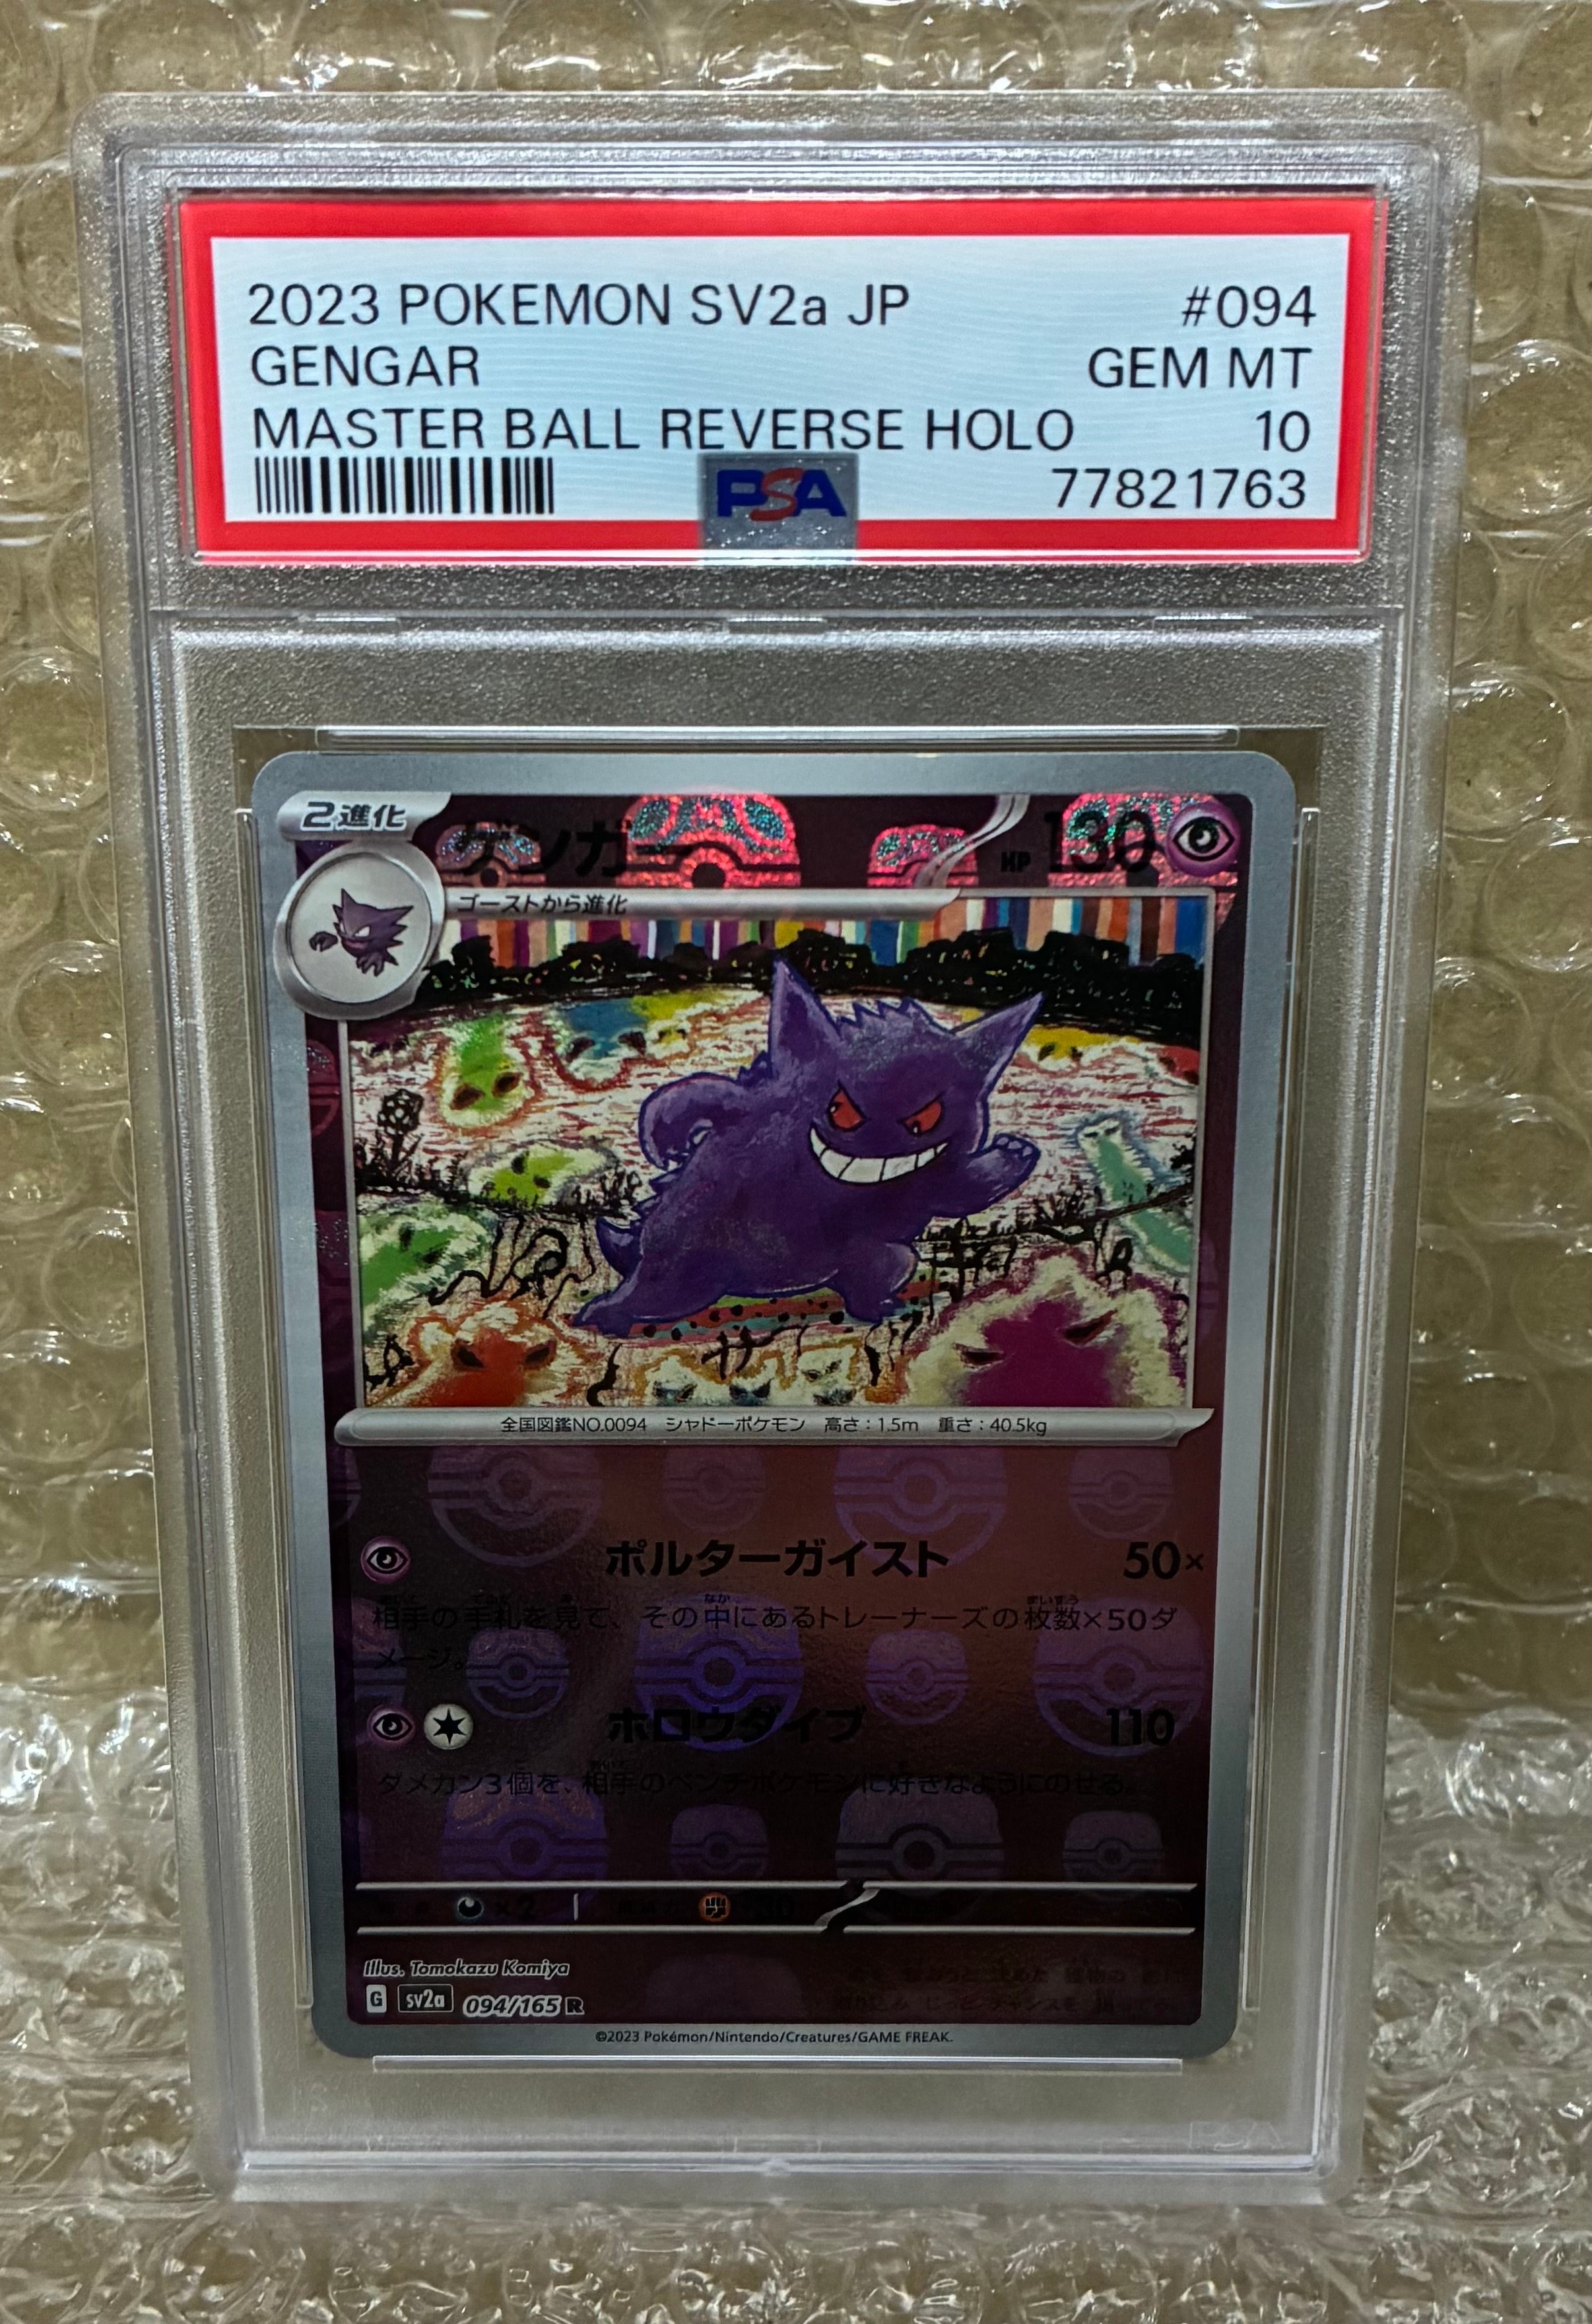 2023 POKEMON SV2a JP #094
GENGAR GEM MT
MASTER BALL REVERSE HOLO 10
PSA 77821763
2進化
ゲンガー HP 130
ゴーストから進化
全国図鑑NO.0094 シャドーポケモン 高さ:1.5m 重さ:40.5kg
ポルターガイスト 50×
相手の手札を見て、その中にあるトレーナーズの枚数×50ダ
メージ。
ホロウダイブ 110
ダメカン3個を、相手のベンチポケモンに好きなようにのせる。
×2 30
Illus. Tomokazu Komiya
G sv2a 094/165 R
©2023 Pokémon/Nintendo/Creatures/GAME FREAK.
PSA